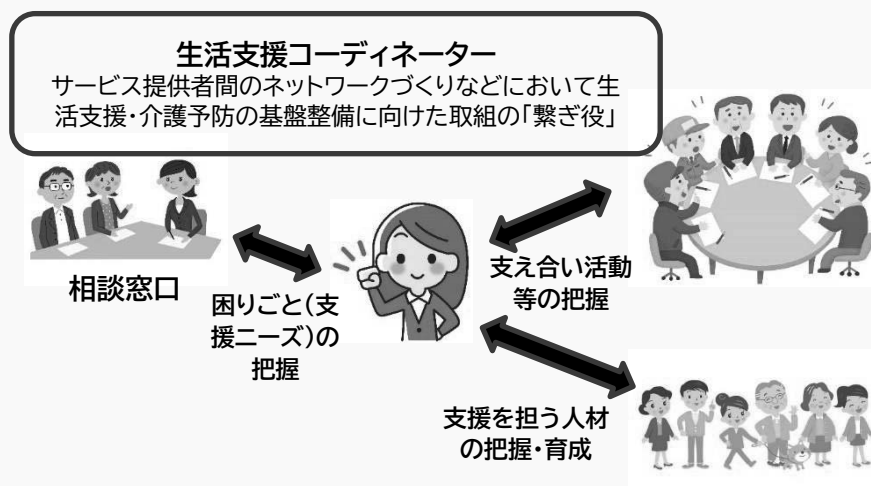 生活支援コーディネーター
サービス提供者間のネットワークづくりなどにおいて生
活支援・介護予防の基盤整備に向けた取組の「繋ぎ役」
相談窓口
困りごと(支
援ニーズ)の
把握
支え合い活動
等の把握
支援を担う人材
の把握・育成